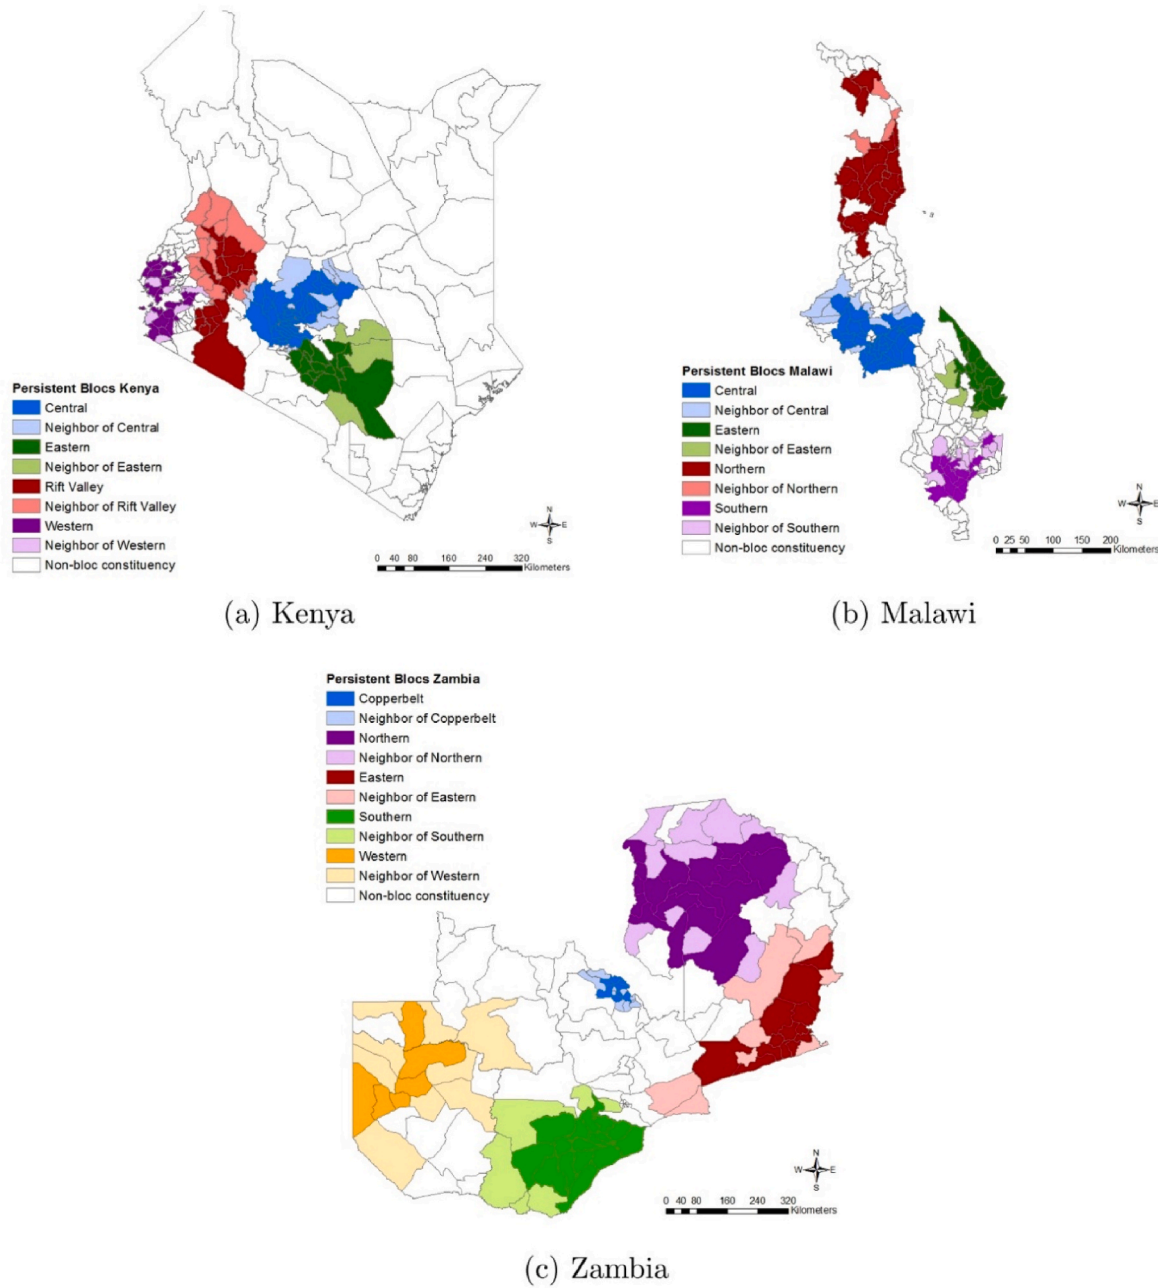 Persistent Blocs Kenya
Central
Neighbor of Central
Eastern
Neighbor of Eastern
Rift Valley
Neighbor of Rift Valley
Western
Neighbor of Western
Non-bloc constituency
N
W E
S
0 40 80 160 240 320
Kilometers
(a) Kenya
Persistent Blocs Malawi
Central
Neighbor of Central
Eastern
Neighbor of Eastern
Northern
Neighbor of Northern
Southern
Neighbor of Southern
Non-bloc constituency
N
W E
S
0 25 50 100 150 200
Kilometers
(b) Malawi
Persistent Blocs Zambia
Copperbelt
Neighbor of Copperbelt
Northern
Neighbor of Northern
Eastern
Neighbor of Eastern
Southern
Neighbor of Southern
Western
Neighbor of Western
Non-bloc constituency
N
W E
S
0 40 80 160 240 320
Kilometers
(c) Zambia